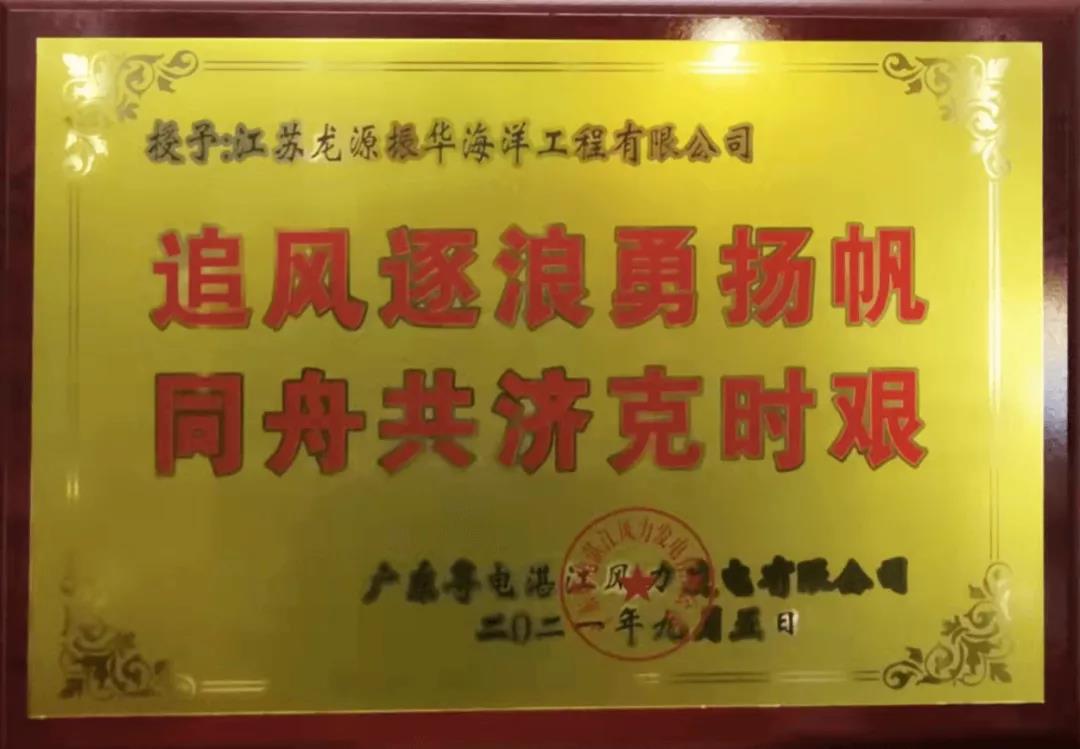 授予:江苏龙源振华海洋工程有限公司
追风逐浪勇扬帆
同舟共济克时艰
广东粤电湛江风力发电有限公司
二〇二一年九月五日